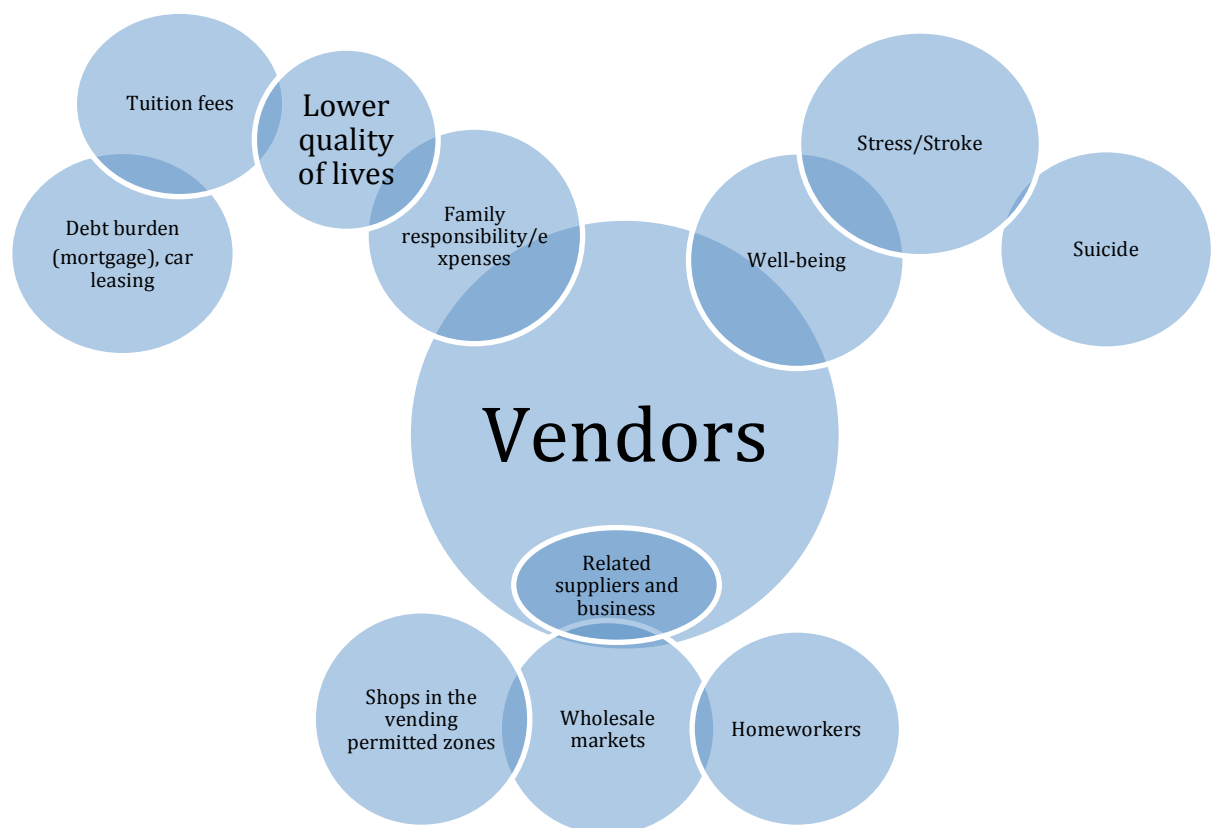 Tuition fees
Lower
quality
of lives
Debt burden
(mortgage), car
leasing
Family
responsibility/e
xpenses
Stress/Stroke
Well-being
Suicide
Vendors
Related
suppliers and
business
Shops in the
vending
permitted zones
Wholesale
markets
Homeworkers